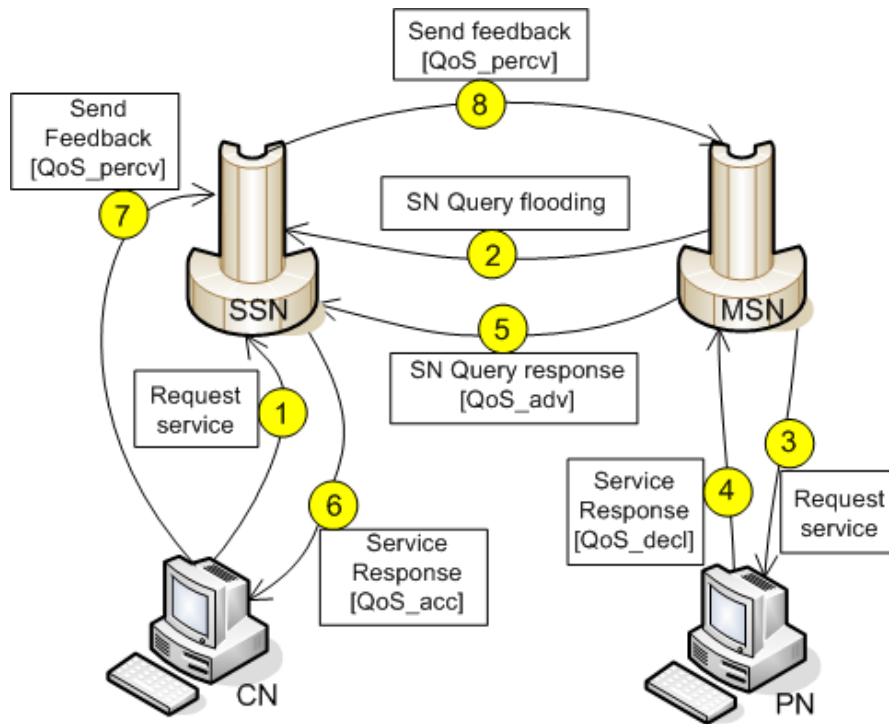 Send feedback
[QoS_percv]
8
Send
Feedback
[QoS_percv]
7
SN Query flooding
2
SSN
MSN
5
SN Query response
[QoS_adv]
Request
service
1
3
4
Service
Response
[QoS_decl]
Request
service
6
Service
Response
[QoS_acc]
CN
PN